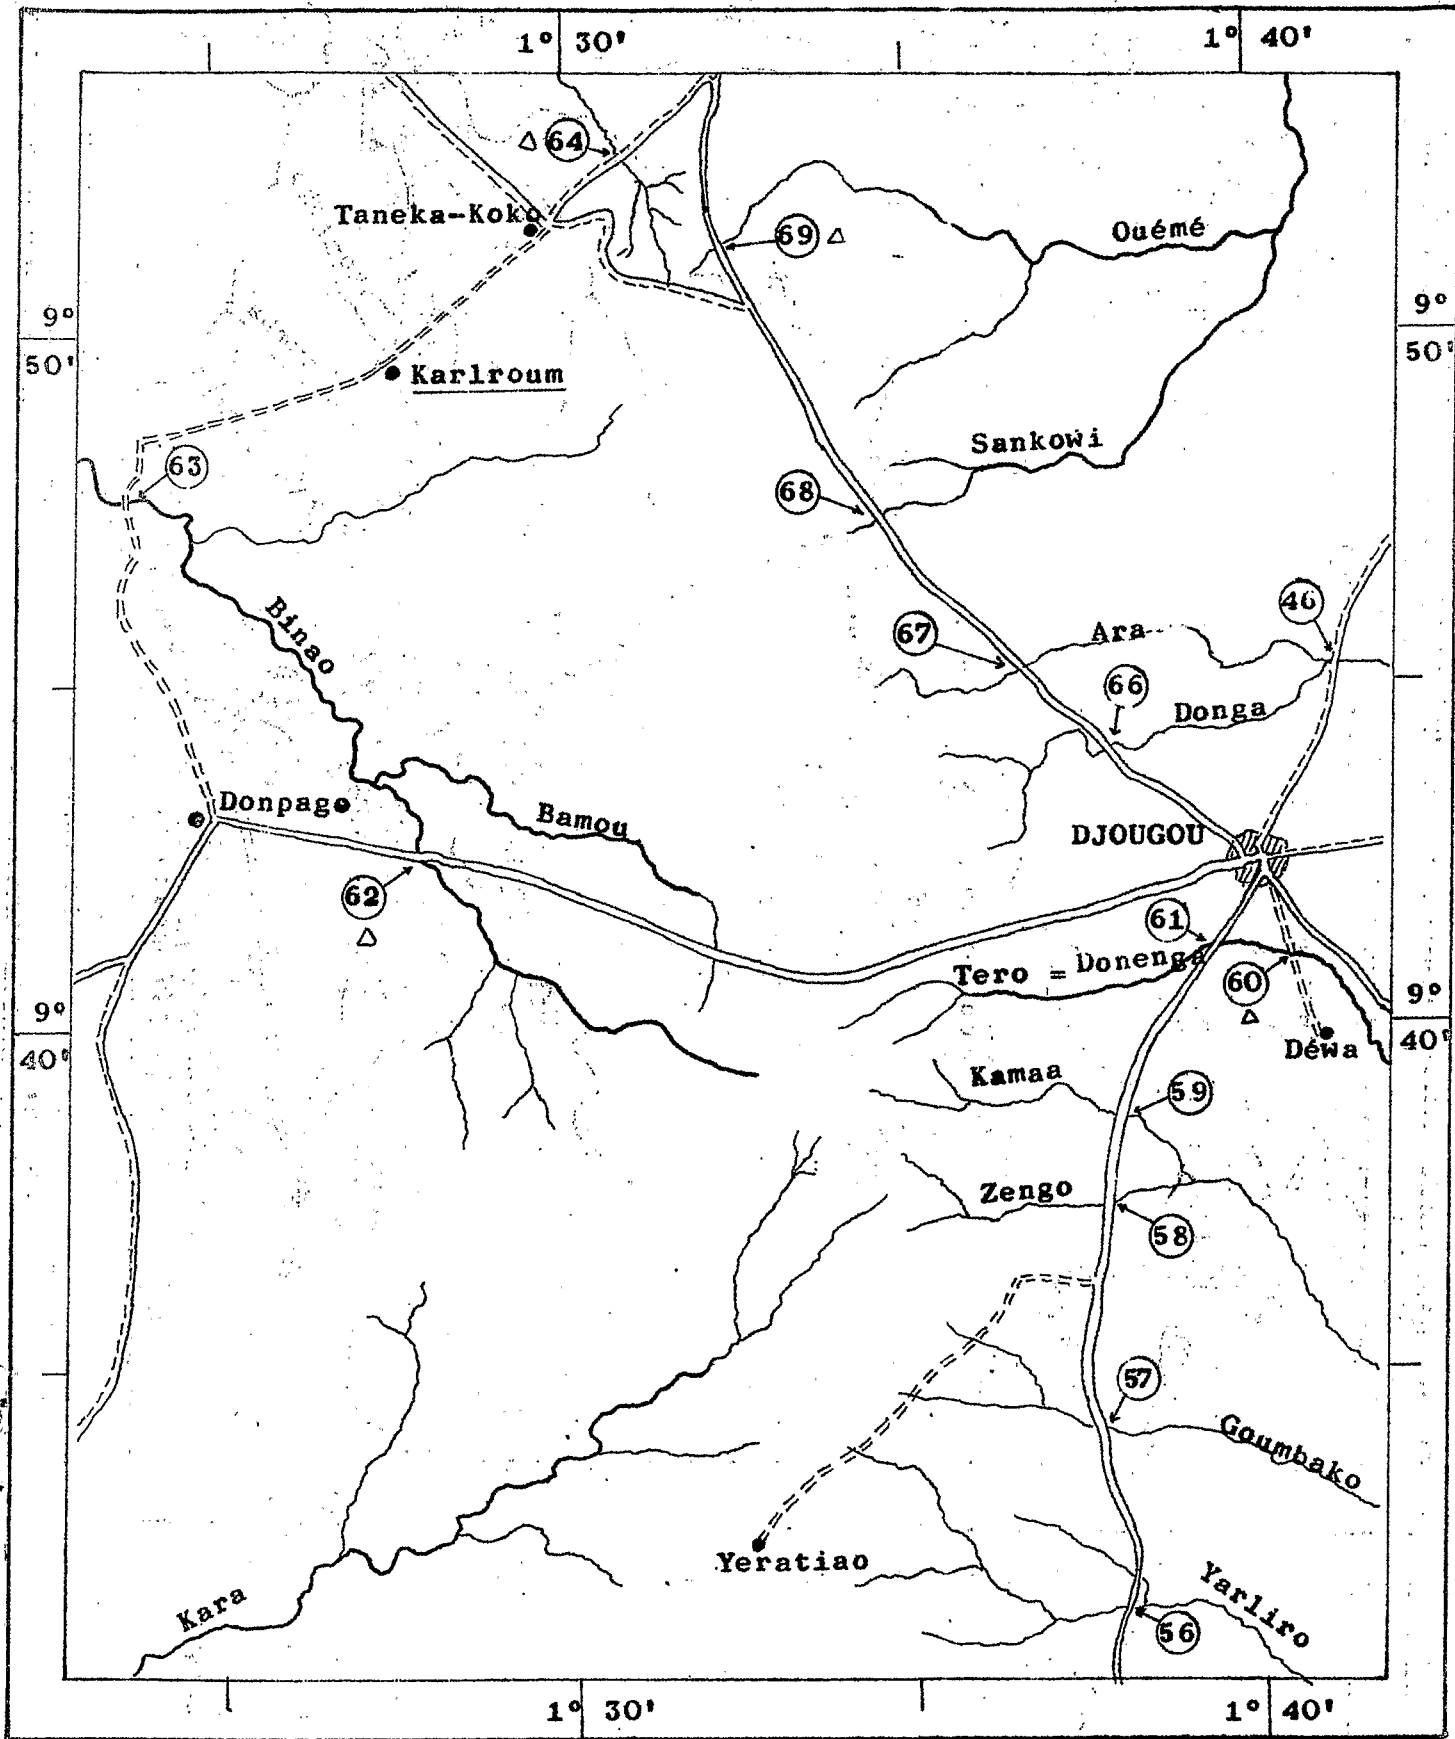 1° 30'
1° 40'
△ 64
Taneka-Koko
69 △
Ouémé
9°
50'
9°
50'
Karlroum
Sankowi
63
68
46
Binao
67
Ara
66
Donga
Donpago
Bamou
DJOUGOU
62
△
61
Tero = Donenga
60
△
9°
40'
9°
40'
Déwa
Kamaa
59
Zengo
58
57
Goumbako
Yeratiao
Kara
Yarliro
56
1° 30'
1° 40'